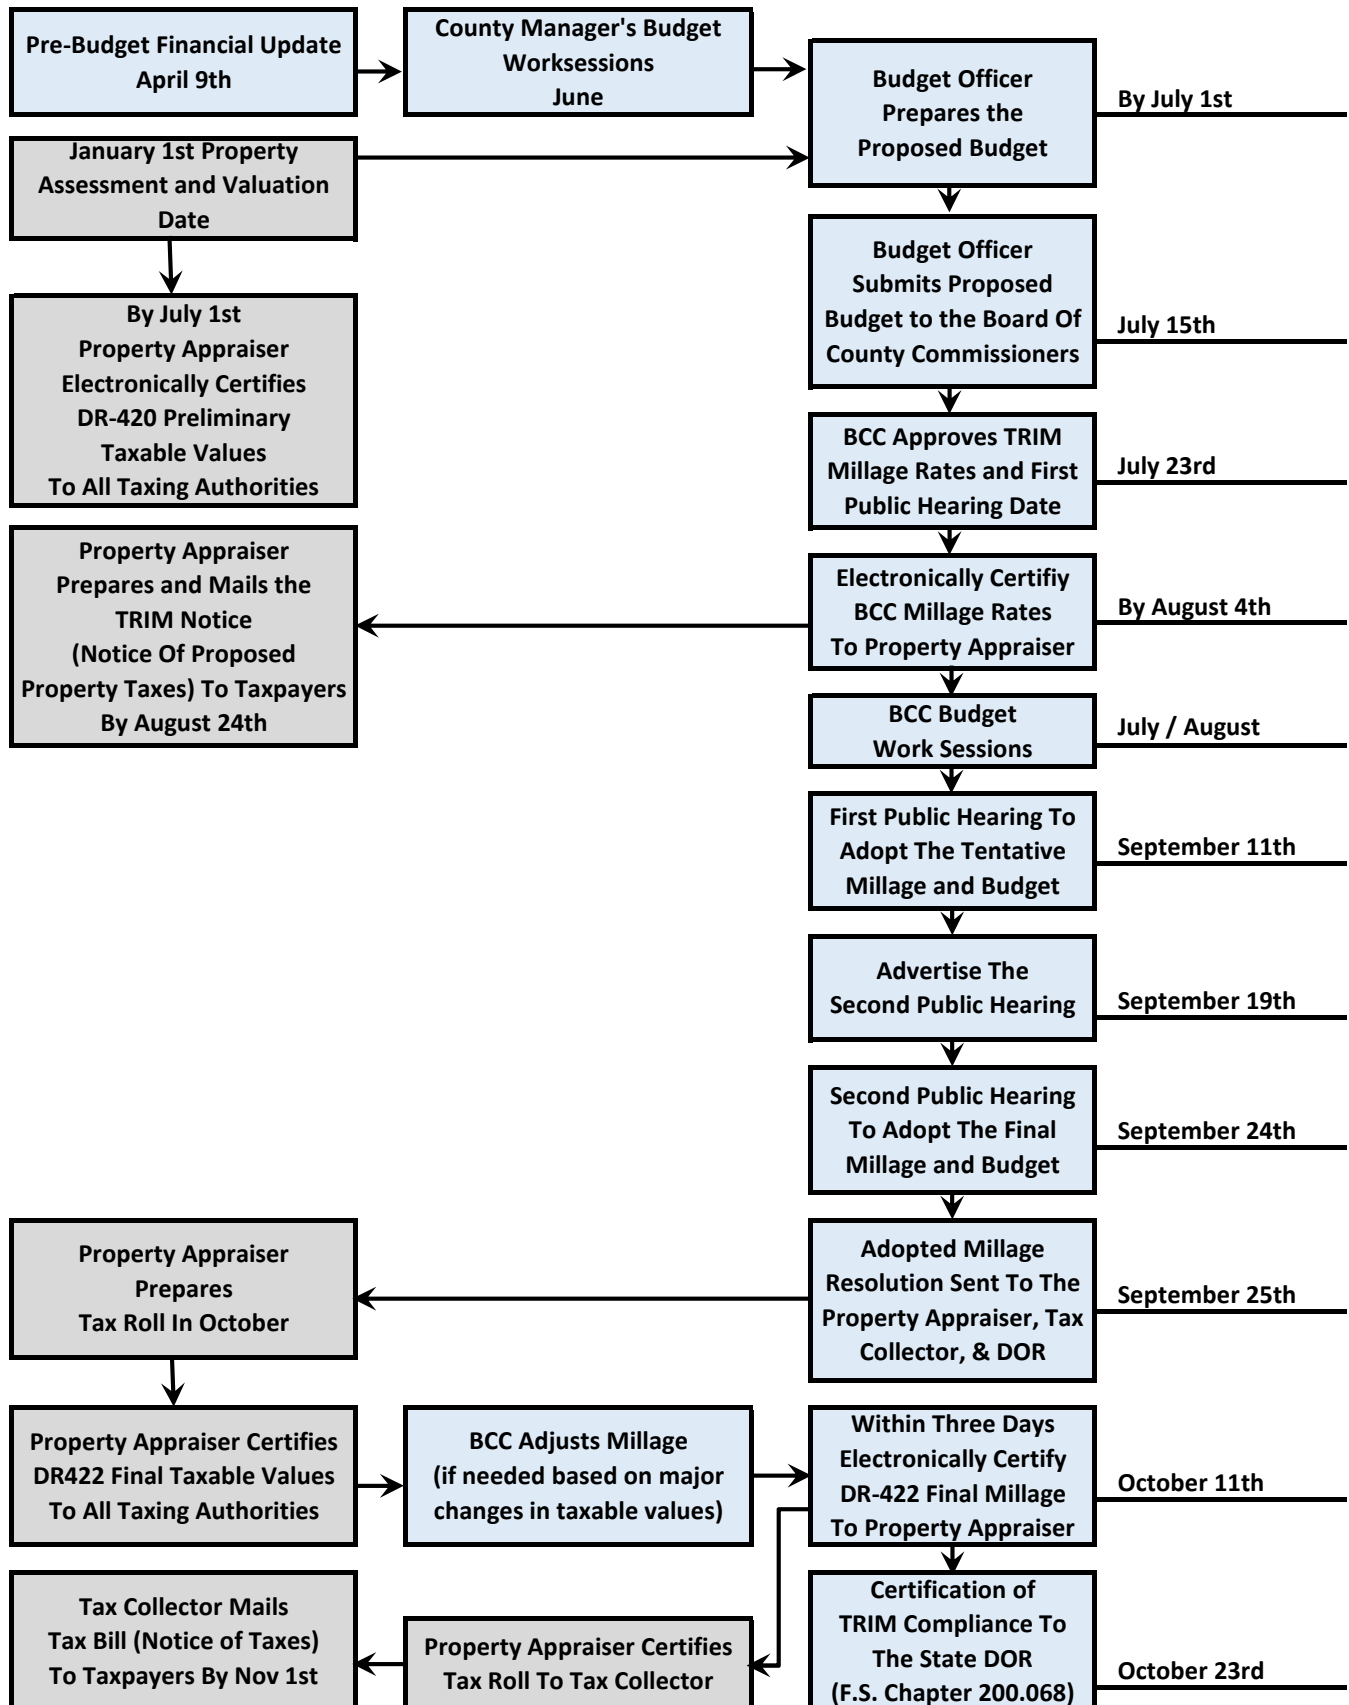 Pre-Budget Financial Update
April 9th
County Manager's Budget
Worksessions
June
Budget Officer
Prepares the
Proposed Budget
By July 1st
January 1st Property
Assessment and Valuation
Date
Budget Officer
Submits Proposed
Budget to the Board Of
County Commissioners
July 15th
By July 1st
Property Appraiser
Electronically Certifies
DR-420 Preliminary
Taxable Values
To All Taxing Authorities
BCC Approves TRIM
Millage Rates and First
Public Hearing Date
July 23rd
Property Appraiser
Prepares and Mails the
TRIM Notice
(Notice Of Proposed
Property Taxes) To Taxpayers
By August 24th
Electronically Certifiy
BCC Millage Rates
To Property Appraiser
By August 4th
BCC Budget
Work Sessions
July / August
First Public Hearing To
Adopt The Tentative
Millage and Budget
September 11th
Advertise The
Second Public Hearing
September 19th
Second Public Hearing
To Adopt The Final
Millage and Budget
September 24th
Property Appraiser
Prepares
Tax Roll In October
Adopted Millage
Resolution Sent To The
Property Appraiser, Tax
Collector, & DOR
September 25th
Property Appraiser Certifies
DR422 Final Taxable Values
To All Taxing Authorities
BCC Adjusts Millage
(if needed based on major
changes in taxable values)
Within Three Days
Electronically Certify
DR-422 Final Millage
To Property Appraiser
October 11th
Tax Collector Mails
Tax Bill (Notice of Taxes)
To Taxpayers By Nov 1st
Property Appraiser Certifies
Tax Roll To Tax Collector
Certification of
TRIM Compliance To
The State DOR
(F.S. Chapter 200.068)
October 23rd